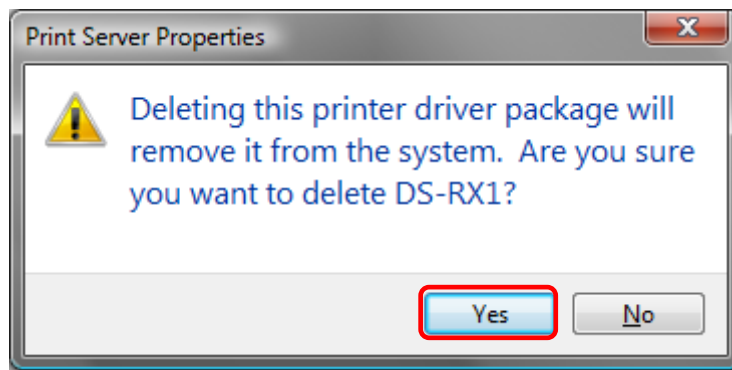 Print Server Properties
Deleting this printer driver package will
remove it from the system.  Are you sure
you want to delete DS-RX1?
Yes
No